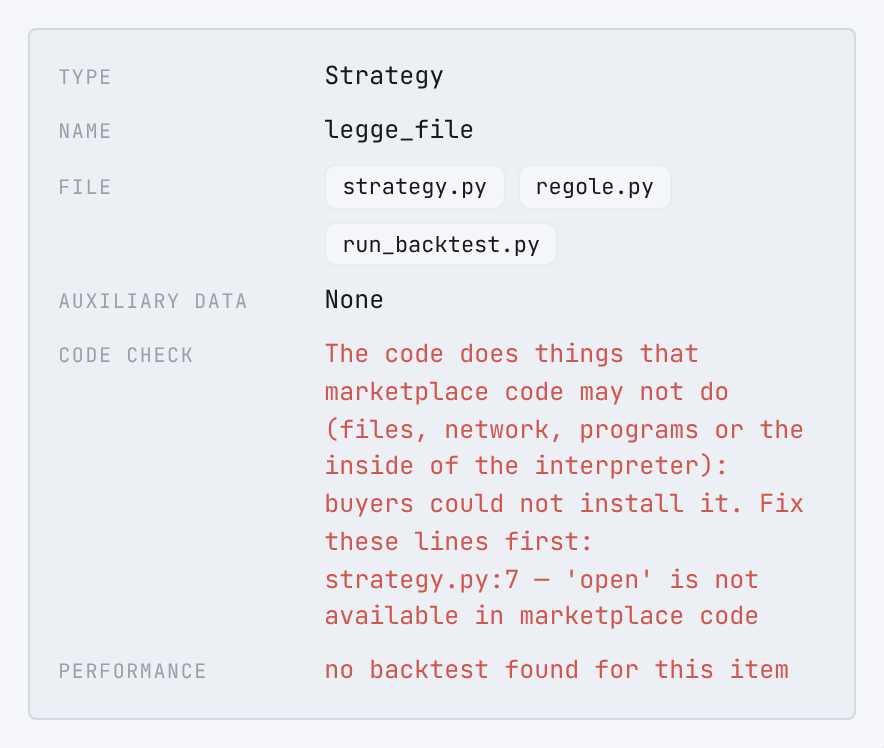 TYPE Strategy
NAME legge_file
FILE strategy.py regole.py
run_backtest.py
AUXILIARY DATA None
CODE CHECK The code does things that
marketplace code may not do
(files, network, programs or the
inside of the interpreter):
buyers could not install it. Fix
these lines first:
strategy.py:7 — 'open' is not
available in marketplace code
PERFORMANCE no backtest found for this item